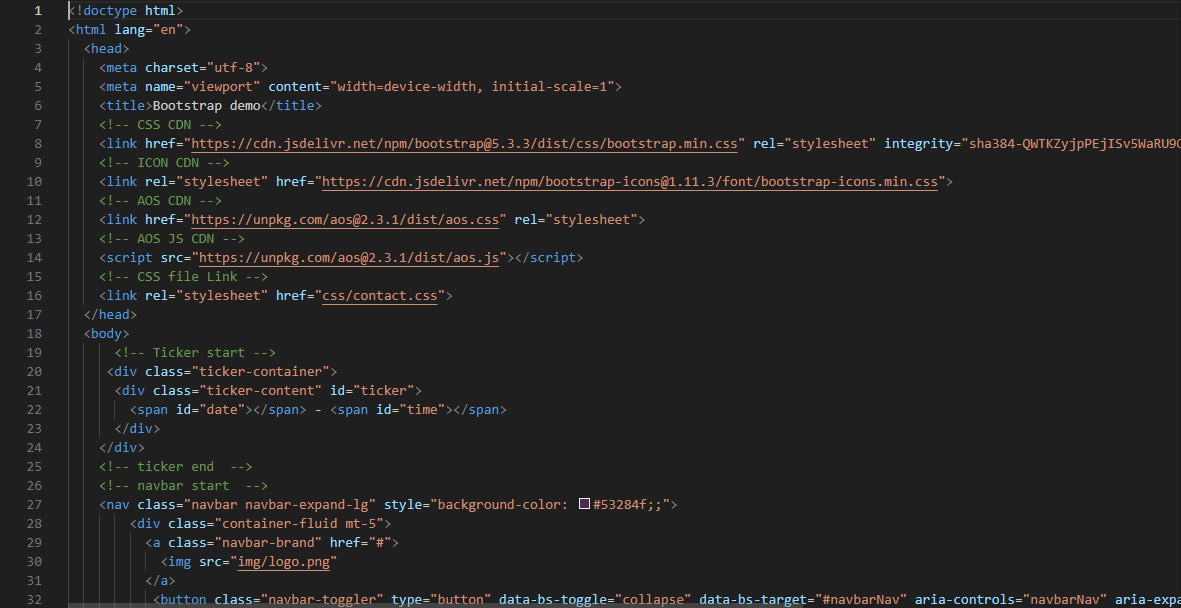 1 <!doctype html>
2 <html lang="en">
3 <head>
4 <meta charset="utf-8">
5 <meta name="viewport" content="width=device-width, initial-scale=1">
6 <title>Bootstrap demo</title>
7 <!-- CSS CDN -->
8 <link href="https://cdn.jsdelivr.net/npm/bootstrap@5.3.3/dist/css/bootstrap.min.css" rel="stylesheet" integrity="sha384-QWTKZyjpPEjISv5WaRU9O
9 <!-- ICON CDN -->
10 <link rel="stylesheet" href="https://cdn.jsdelivr.net/npm/bootstrap-icons@1.11.3/font/bootstrap-icons.min.css">
11 <!-- AOS CDN -->
12 <link href="https://unpkg.com/aos@2.3.1/dist/aos.css" rel="stylesheet">
13 <!-- AOS JS CDN -->
14 <script src="https://unpkg.com/aos@2.3.1/dist/aos.js"></script>
15 <!-- CSS file Link -->
16 <link rel="stylesheet" href="css/contact.css">
17 </head>
18 <body>
19 <!-- Ticker start -->
20 <div class="ticker-container">
21 <div class="ticker-content" id="ticker">
22 <span id="date"></span> - <span id="time"></span>
23 </div>
24 </div>
25 <!-- ticker end  -->
26 <!-- navbar start  -->
27 <nav class="navbar navbar-expand-lg" style="background-color: #53284f;;">
28 <div class="container-fluid mt-5">
29 <a class="navbar-brand" href="#">
30 <img src="img/logo.png"
31 </a>
32 <button class="navbar-toggler" type="button" data-bs-toggle="collapse" data-bs-target="#navbarNav" aria-controls="navbarNav" aria-expa